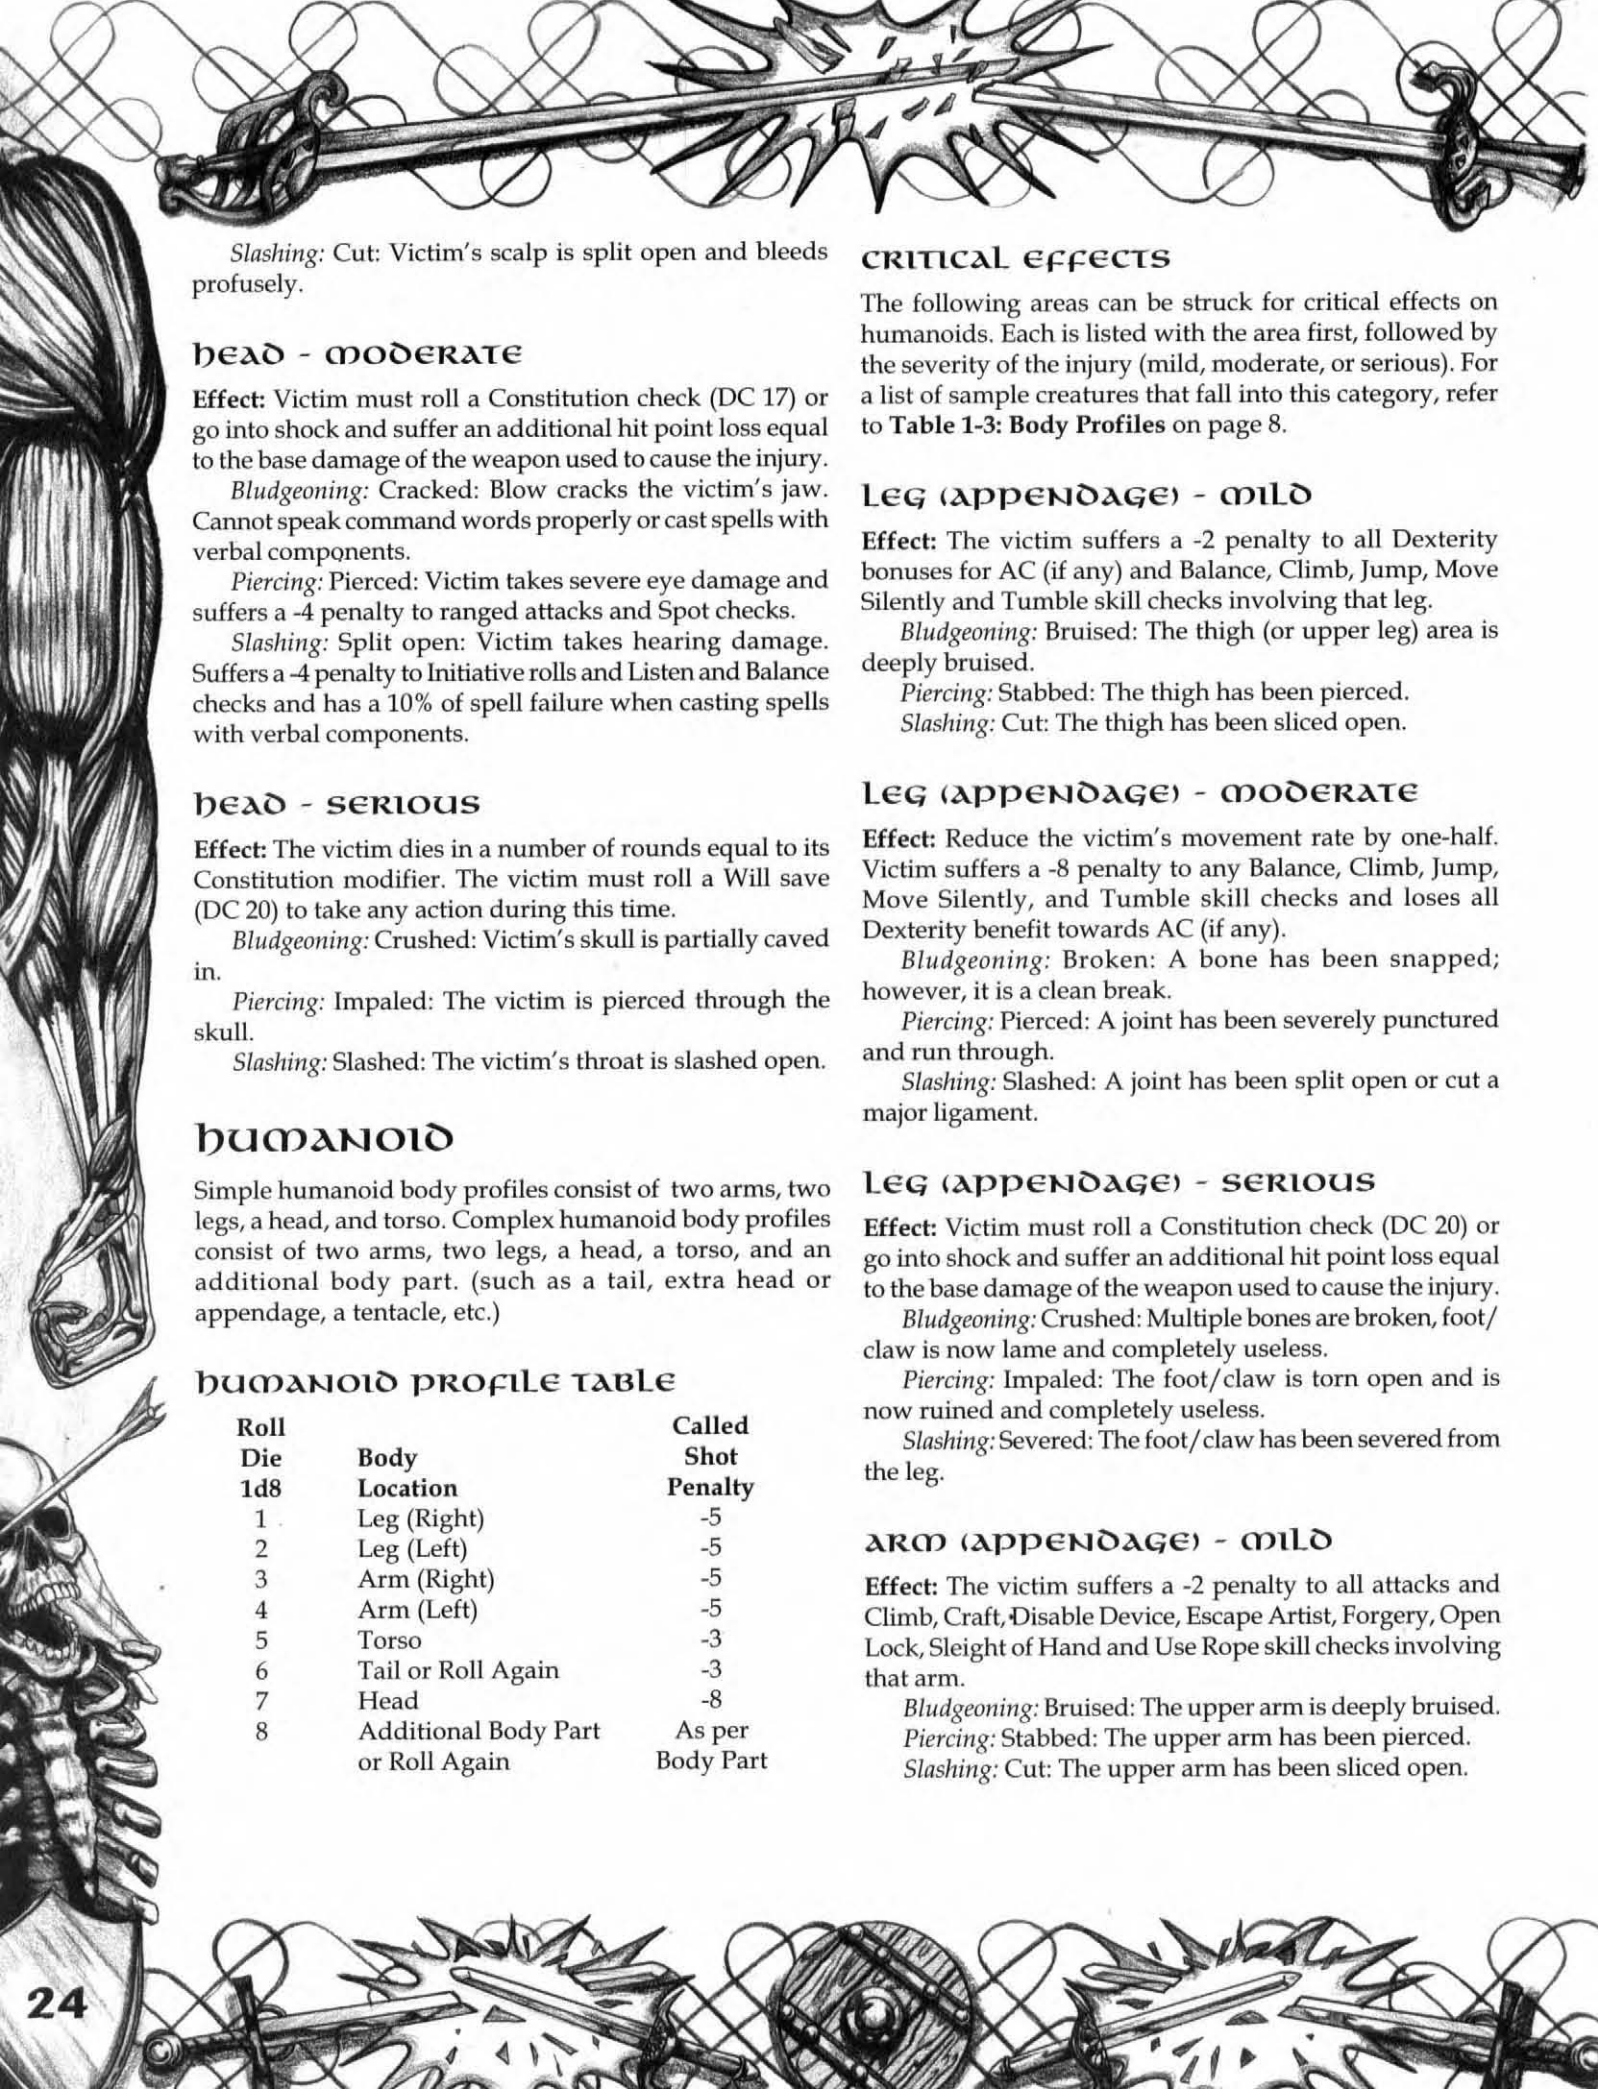 Slashing: Cut: Victim's scalp is split open and bleeds
profusely.
Head - Moderate
Effect: Victim must roll a Constitution check (DC 17) or
go into shock and suffer an additional hit point loss equal
to the base damage of the weapon used to cause the injury.
Bludgeoning: Cracked: Blow cracks the victim's jaw.
Cannot speak command words properly or cast spells with
verbal components.
Piercing: Pierced: Victim takes severe eye damage and
suffers a -4 penalty to ranged attacks and Spot checks.
Slashing: Split open: Victim takes hearing damage.
Suffers a -4 penalty to Initiative rolls and Listen and Balance
checks and has a 10% of spell failure when casting spells
with verbal components.
Head - Serious
Effect: The victim dies in a number of rounds equal to its
Constitution modifier. The victim must roll a Will save
(DC 20) to take any action during this time.
Bludgeoning: Crushed: Victim's skull is partially caved
in.
Piercing: Impaled: The victim is pierced through the
skull.
Slashing: Slashed: The victim's throat is slashed open.
Humanoid
Simple humanoid body profiles consist of two arms, two
legs, a head, and torso. Complex humanoid body profiles
consist of two arms, two legs, a head, a torso, and an
additional body part. (such as a tail, extra head or
appendage, a tentacle, etc.)
Humanoid Profile Table
Roll Called
Die Body Shot
1d8 Location Penalty
1 Leg (Right) -5
2 Leg (Left) -5
3 Arm (Right) -5
4 Arm (Left) -5
5 Torso -3
6 Tail or Roll Again -3
7 Head -8
8 Additional Body Part As per
or Roll Again Body Part
Critical Effects
The following areas can be struck for critical effects on
humanoids. Each is listed with the area first, followed by
the severity of the injury (mild, moderate, or serious). For
a list of sample creatures that fall into this category, refer
to Table 1-3: Body Profiles on page 8.
Leg (Appendage) - Mild
Effect: The victim suffers a -2 penalty to all Dexterity
bonuses for AC (if any) and Balance, Climb, Jump, Move
Silently and Tumble skill checks involving that leg.
Bludgeoning: Bruised: The thigh (or upper leg) area is
deeply bruised.
Piercing: Stabbed: The thigh has been pierced.
Slashing: Cut: The thigh has been sliced open.
Leg (Appendage) - Moderate
Effect: Reduce the victim's movement rate by one-half.
Victim suffers a -8 penalty to any Balance, Climb, Jump,
Move Silently, and Tumble skill checks and loses all
Dexterity benefit towards AC (if any).
Bludgeoning: Broken: A bone has been snapped;
however, it is a clean break.
Piercing: Pierced: A joint has been severely punctured
and run through.
Slashing: Slashed: A joint has been split open or cut a
major ligament.
Leg (Appendage) - Serious
Effect: Victim must roll a Constitution check (DC 20) or
go into shock and suffer an additional hit point loss equal
to the base damage of the weapon used to cause the injury.
Bludgeoning: Crushed: Multiple bones are broken, foot/
claw is now lame and completely useless.
Piercing: Impaled: The foot/claw is torn open and is
now ruined and completely useless.
Slashing: Severed: The foot/claw has been severed from
the leg.
Arm (Appendage) - Mild
Effect: The victim suffers a -2 penalty to all attacks and
Climb, Craft, Disable Device, Escape Artist, Forgery, Open
Lock, Sleight of Hand and Use Rope skill checks involving
that arm.
Bludgeoning: Bruised: The upper arm is deeply bruised.
Piercing: Stabbed: The upper arm has been pierced.
Slashing: Cut: The upper arm has been sliced open.
24